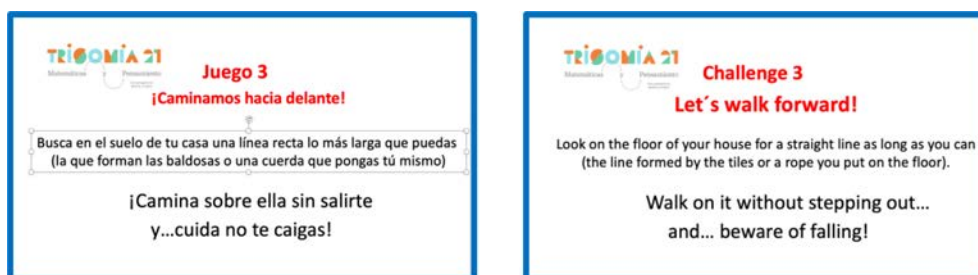 TRISOMÍA 21
Matemáticas y Pensamiento
Juego 3
¡Caminamos hacia delante!
Busca en el suelo de tu casa una línea recta lo más larga que puedas
(la que forman las baldosas o una cuerda que pongas tú mismo)
¡Camina sobre ella sin salirte
y...cuida no te caigas!
TRISOMÍA 21
Matemáticas y Pensamiento
Challenge 3
Let´s walk forward!
Look on the floor of your house for a straight line as long as you can
(the line formed by the tiles or a rope you put on the floor).
Walk on it without stepping out...
and... beware of falling!